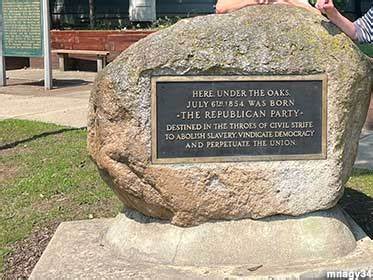 HERE, UNDER THE OAKS,
JULY 6TH 1854, WAS BORN
-THE REPUBLICAN PARTY-
DESTINED IN THE THROES OF CIVIL STRIFE
TO ABOLISH SLAVERY, VINDICATE DEMOCRACY
AND PERPETUATE THE UNION.
mnagy34